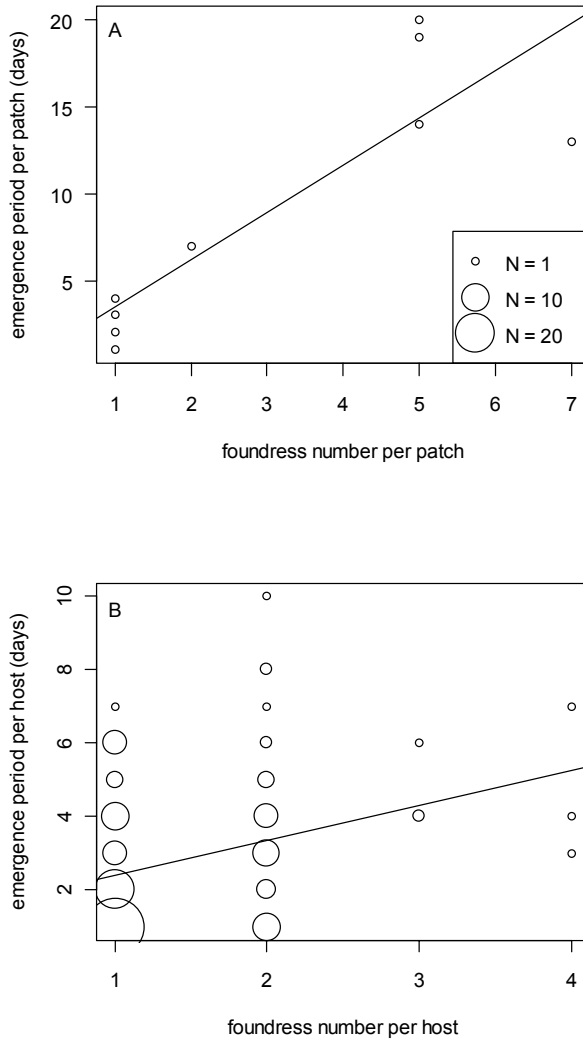 A
emergence period per patch (days)
20
15
10
5
N = 1
N = 10
N = 20
1 2 3 4 5 6 7
foundress number per patch
B
emergence period per host (days)
10
8
6
4
2
1 2 3 4
foundress number per host